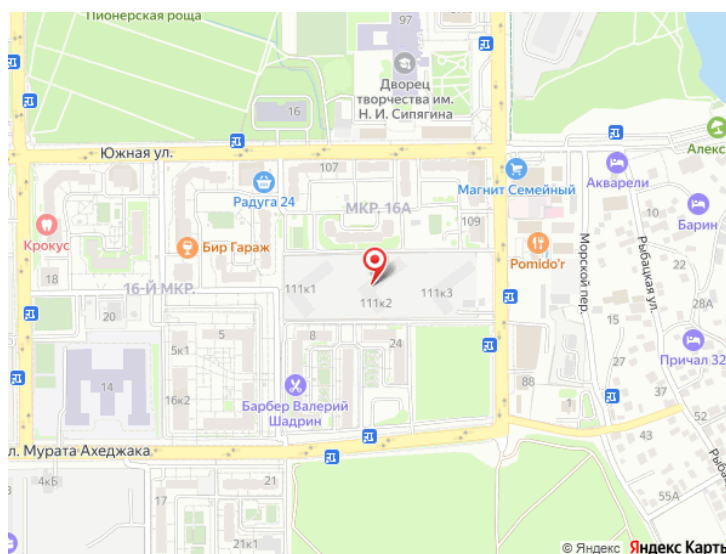 Пионерская роща
97
Дворец
творчества им.
Н. И. Сипягина
16
Южная ул.
107
Магнит Семейный
Алекс
Акварели
Радуга 24
МКР. 16А
Барин
Крокус
Бир Гараж
109
Pomido'r
Морской пер.
Рыбацкая ул.
22
18
16-Й МКР.
111к1
111к2
111к3
28А
20
15
5
8
24
Причал 32
5к1
27
14
16к2
Барбер Валерий
Шадрин
88
37
1
52
43
л. Мурата Ахеджака
Рыбац
4кБ
17
21
55А
21к1
© Яндекс Яндекс Карты